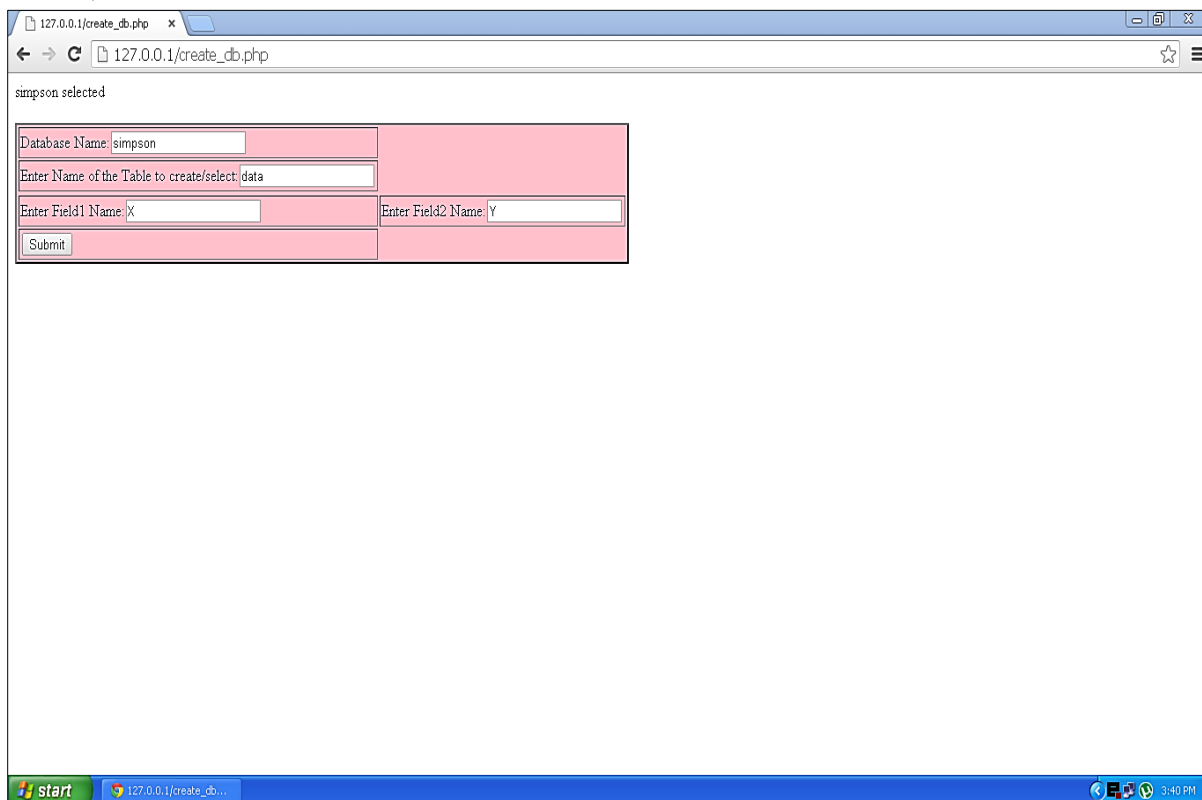 127.0.0.1/create_db.php
127.0.0.1/create_db.php
simpson selected
Database Name: simpson
Enter Name of the Table to create/select: data
Enter Field1 Name: X Enter Field2 Name: Y
Submit
start 127.0.0.1/create_db... 3:40 PM